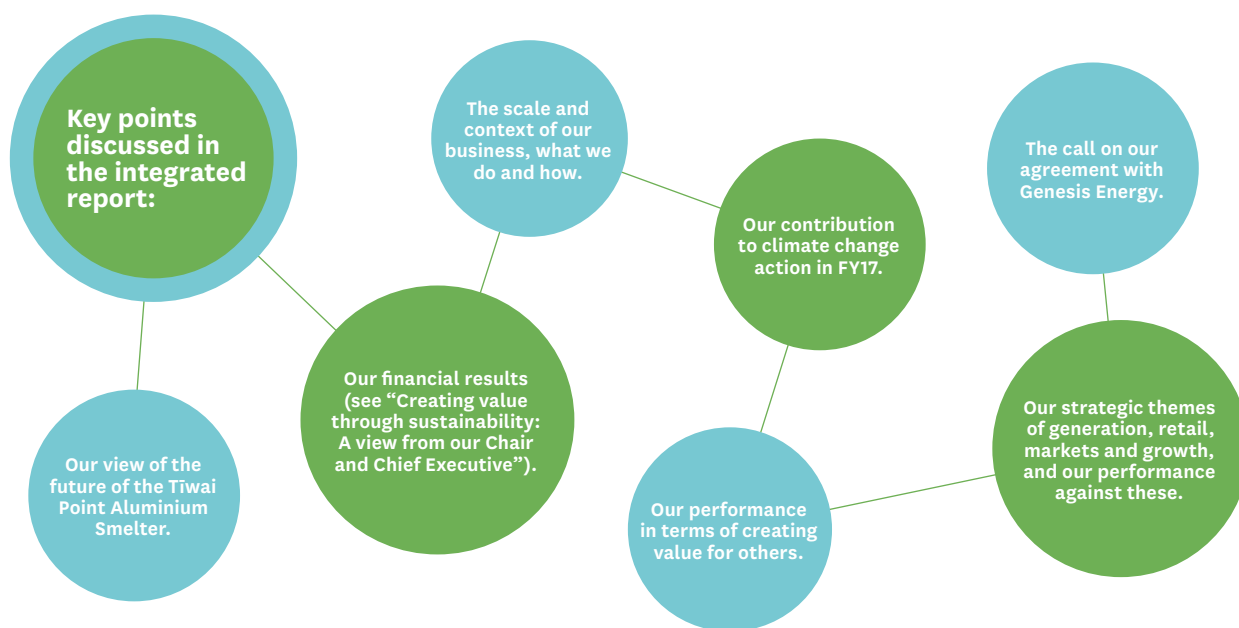 Key points
discussed in
the integrated
report:
Our view of the
future of the Tīwai
Point Aluminium
Smelter.
Our financial results
(see “Creating value
through sustainability:
A view from our Chair
and Chief Executive”).
The scale and
context of our
business, what we
do and how.
Our contribution
to climate change
action in FY17.
Our performance
in terms of creating
value for others.
Our strategic themes
of generation, retail,
markets and growth,
and our performance
against these.
The call on our
agreement with
Genesis Energy.